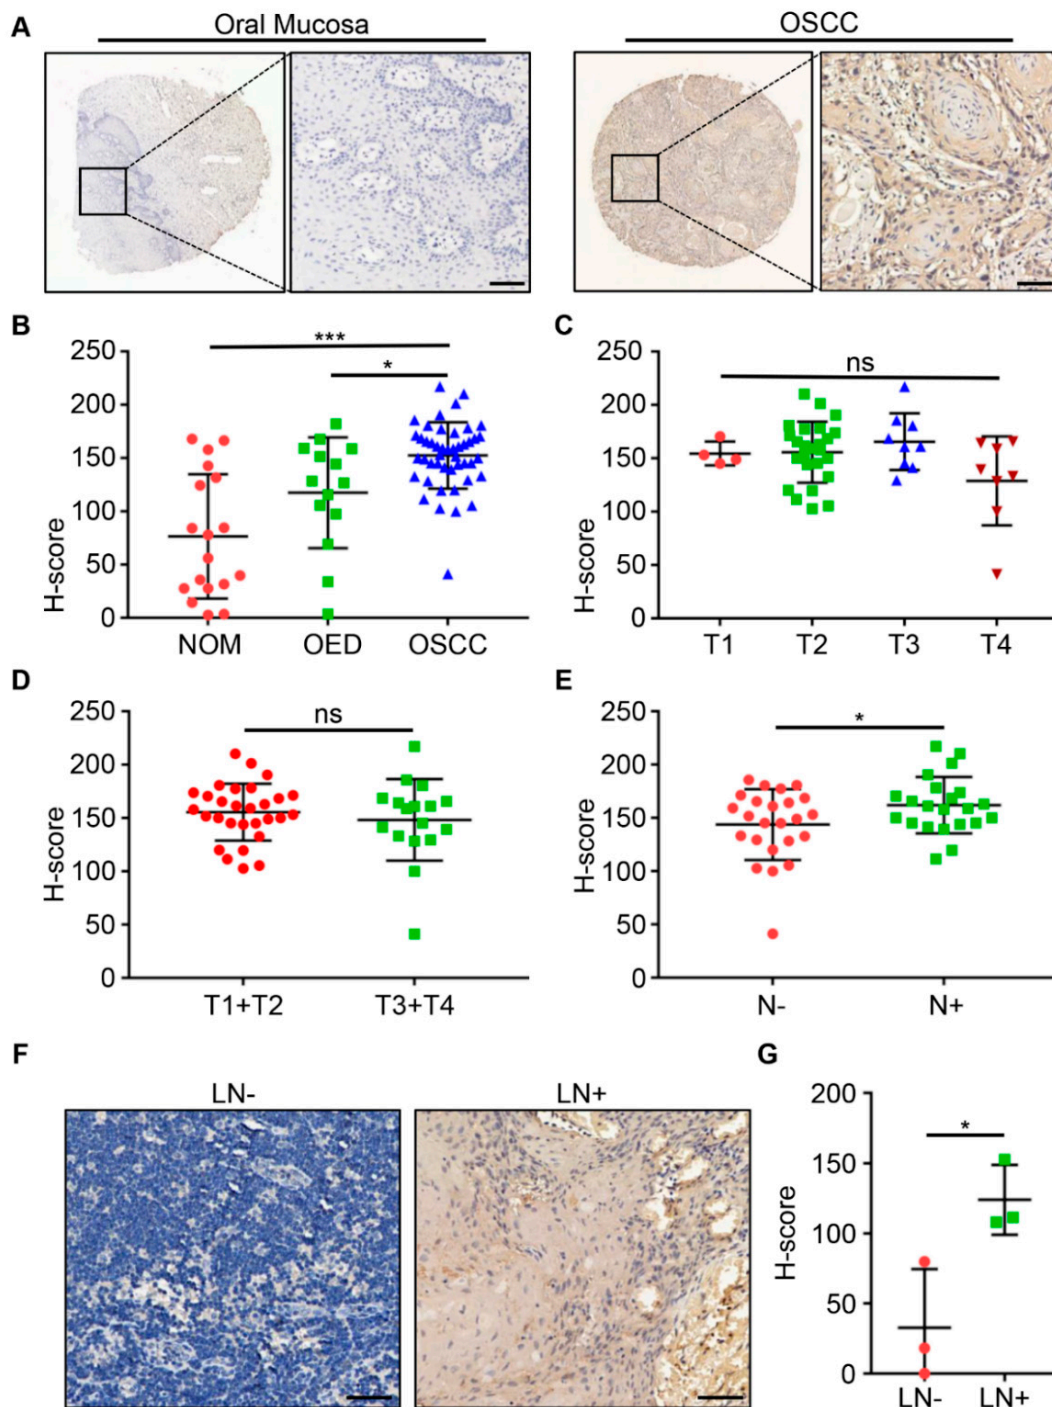 A
Oral Mucosa
OSCC
B
H-score
250
200
150
100
50
0
***
*
NOM
OED
OSCC
C
H-score
250
200
150
100
50
0
ns
T1
T2
T3
T4
D
H-score
250
200
150
100
50
0
ns
T1+T2
T3+T4
E
H-score
250
200
150
100
50
0
*
N-
N+
F
LN-
LN+
G
H-score
200
150
100
50
0
*
LN-
LN+